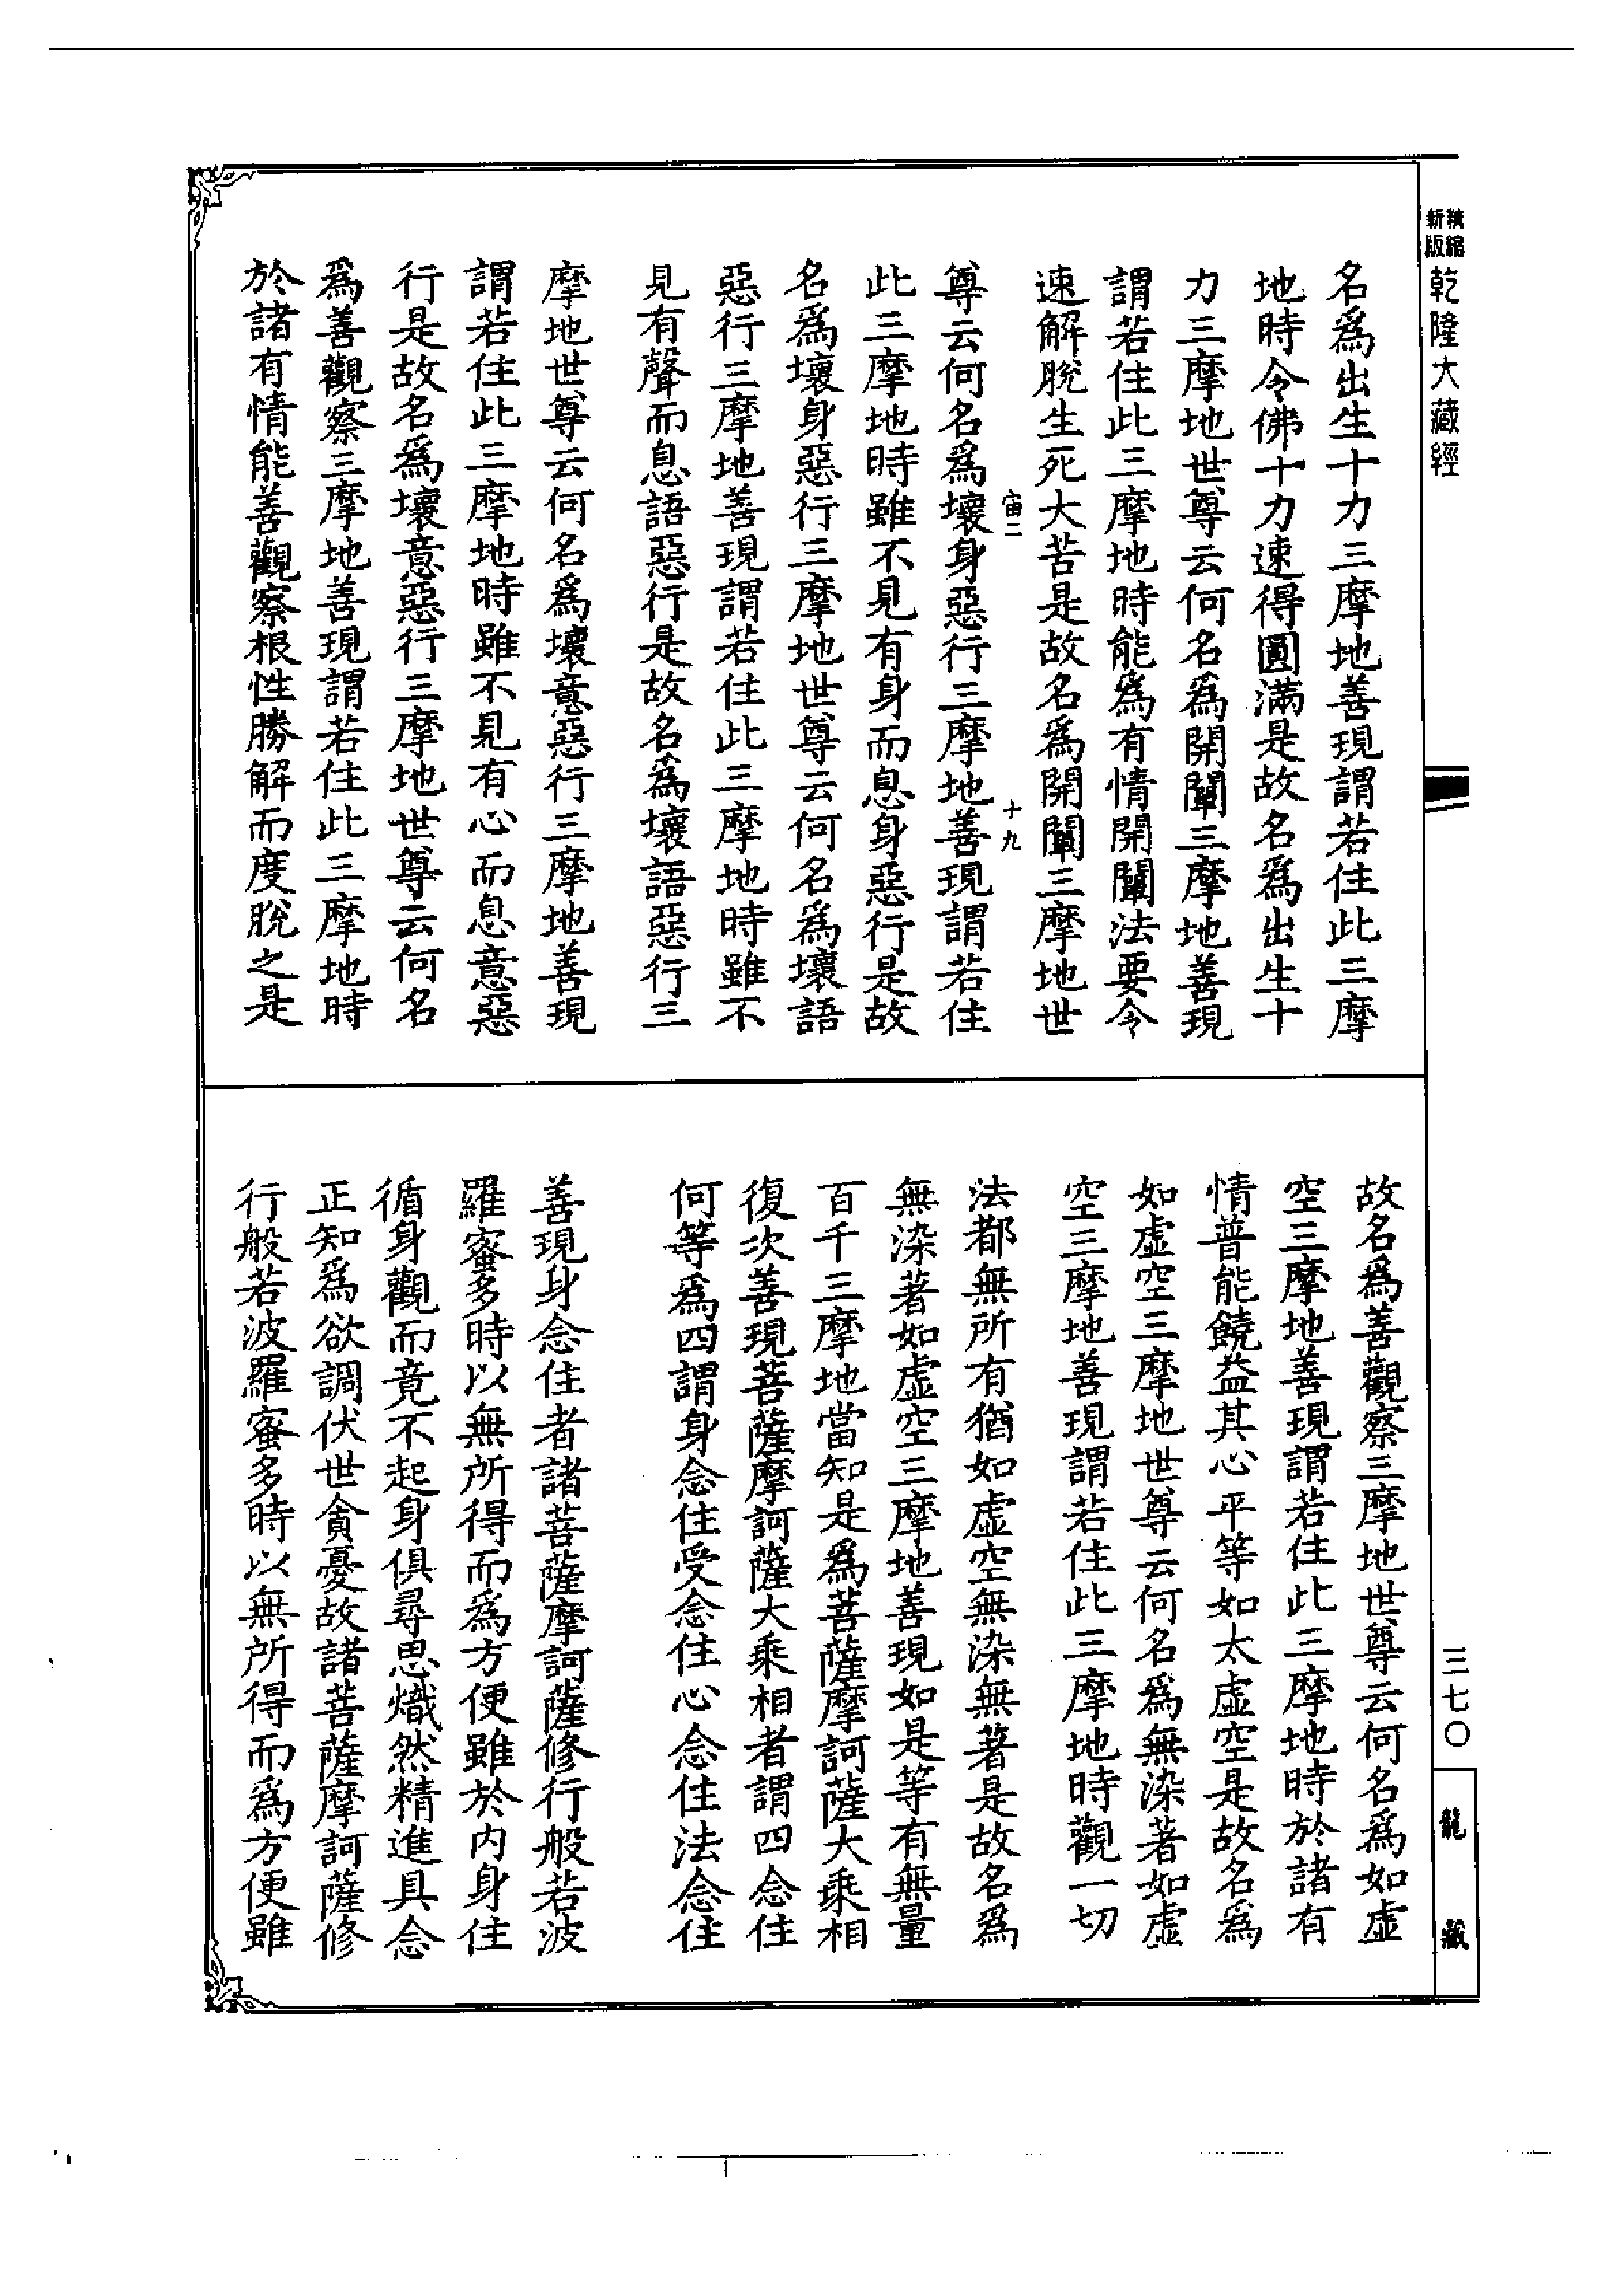 精縮新版乾隆大藏經
名爲出生十力三摩地善現謂若住此三摩
地時令佛十力速得圓滿是故名爲出生十
力三摩地世尊云何名爲開闡三摩地善現
謂若住此三摩地時能爲有情開闡法要令
速解脫生死大苦是故名爲開闡三摩地世
宙二 十九
尊云何名爲壞身惡行三摩地善現謂若住
此三摩地時雖不見有身而息身惡行是故
名爲壞身惡行三摩地世尊云何名爲壞語
惡行三摩地善現謂若住此三摩地時雖不
見有聲而息語惡行是故名爲壞語惡行三
摩地世尊云何名爲壞意惡行三摩地善現
謂若住此三摩地時雖不見有心而息意惡
行是故名爲壞意惡行三摩地世尊云何名
爲善觀察三摩地善現謂若住此三摩地時
於諸有情能善觀察根性勝解而度脫之是
故名爲善觀察三摩地世尊云何名爲如虛
空三摩地善現謂若住此三摩地時於諸有
情普能饒益其心平等如太虛空是故名爲
如虛空三摩地世尊云何名爲無染著如虛
空三摩地善現謂若住此三摩地時觀一切
法都無所有猶如虛空無染無著是故名爲
無染著如虛空三摩地善現如是等有無量
百千三摩地當知是爲菩薩摩訶薩大乘相
復次善現菩薩摩訶薩大乘相者謂四念住
何等爲四謂身念住受念住心念住法念住
善現身念住者諸菩薩摩訶薩修行般若波
羅蜜多時以無所得而爲方便雖於內身住
循身觀而竟不起身俱尋思熾然精進具念
正知爲欲調伏世貪憂故諸菩薩摩訶薩修
行般若波羅蜜多時以無所得而爲方便雖
三七〇
龍藏